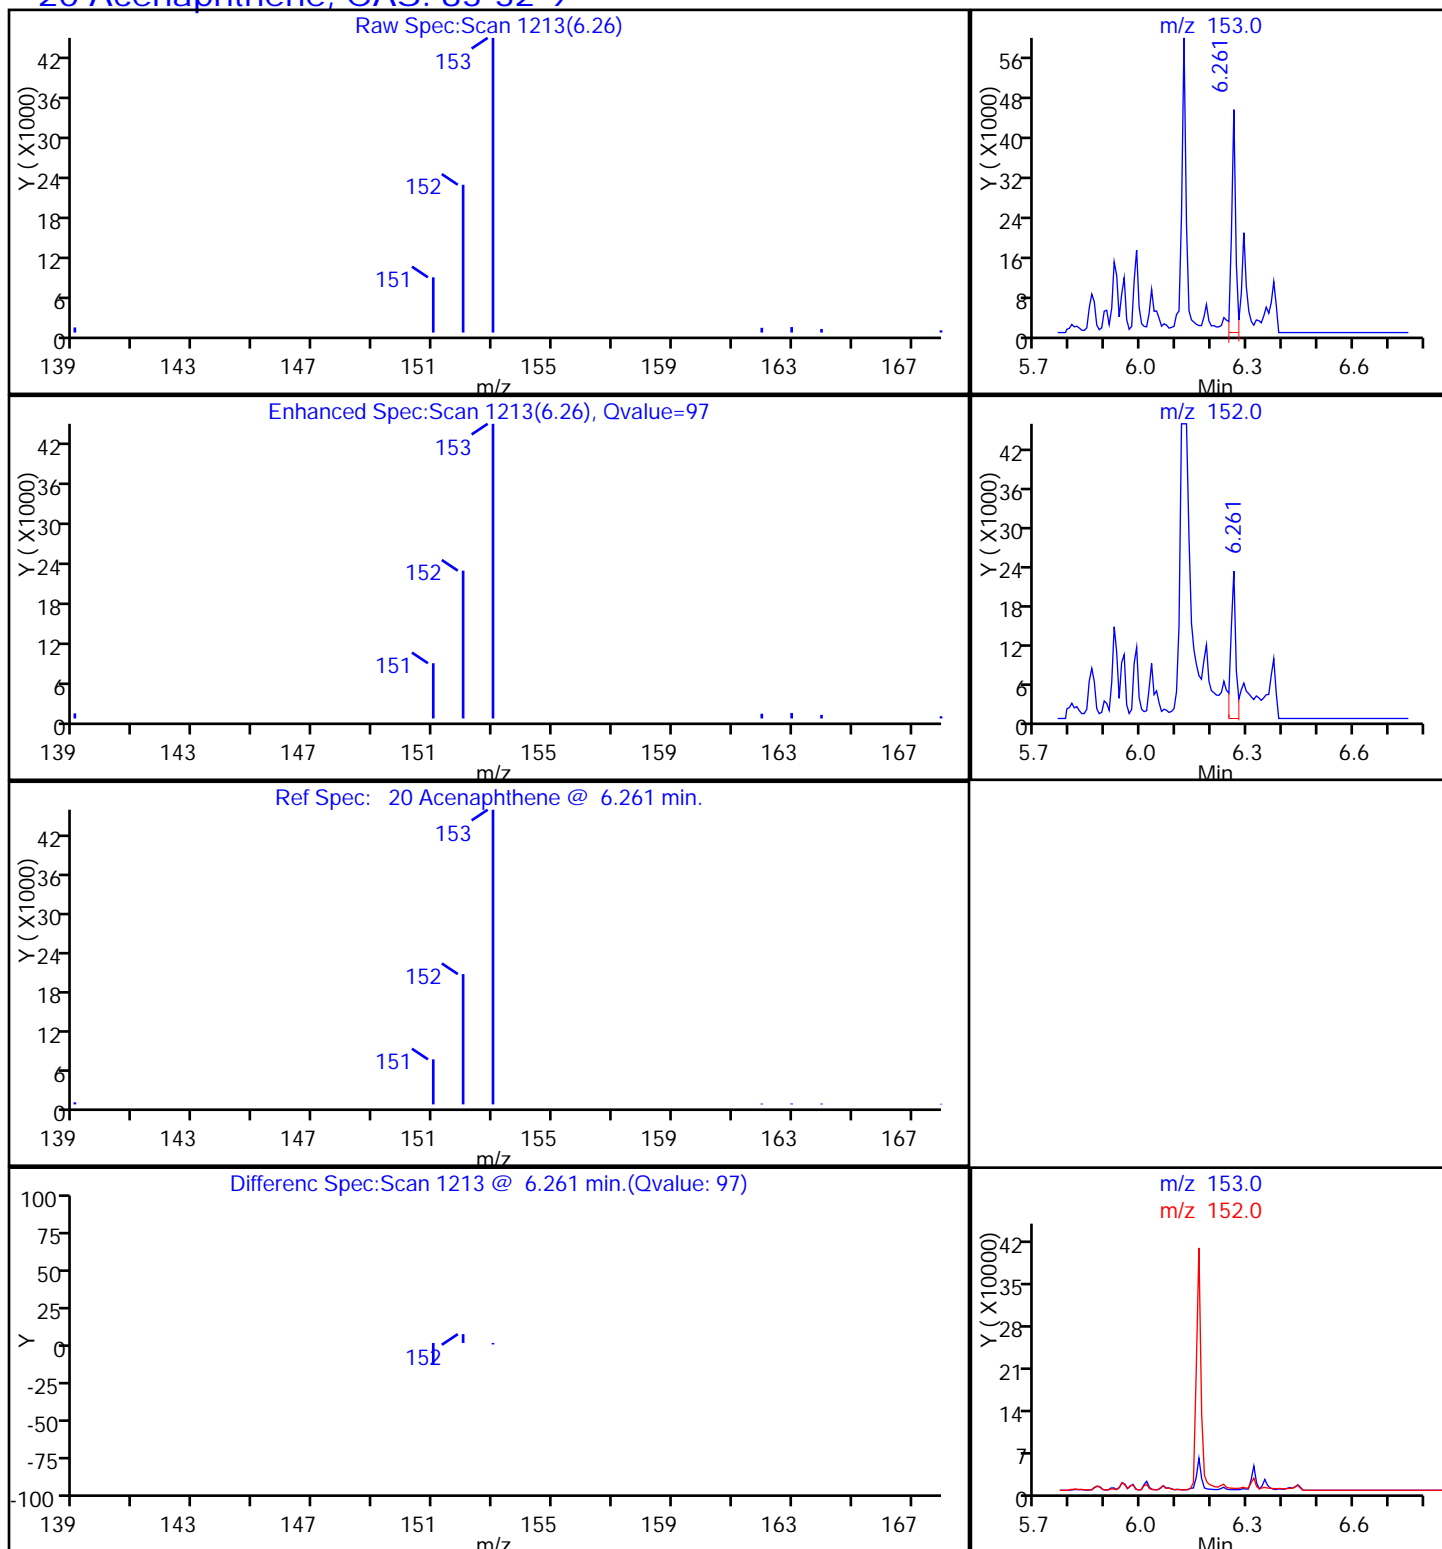 20 Acenaphthene, CAS: 83-32-9
Raw Spec:Scan 1213(6.26)
Y ( X1000)
42
36
30
24
18
12
6
0
153
152
151
139 143 147 151 155 159 163 167
m/z
m/z 153.0
Y ( X1000)
56
48
40
32
24
16
8
0
6.261
5.7 6.0 6.3 6.6
Min
Enhanced Spec:Scan 1213(6.26), Qvalue=97
Y ( X1000)
42
36
30
24
18
12
6
0
153
152
151
139 143 147 151 155 159 163 167
m/z
m/z 152.0
Y ( X1000)
42
36
30
24
18
12
6
0
6.261
5.7 6.0 6.3 6.6
Min
Ref Spec: 20 Acenaphthene @ 6.261 min.
Y ( X1000)
42
36
30
24
18
12
6
0
153
152
151
139 143 147 151 155 159 163 167
m/z
Differenc Spec:Scan 1213 @ 6.261 min.(Qvalue: 97)
Y
100
75
50
25
0
-25
-50
-75
-100
152
139 143 147 151 155 159 163 167
m/z
m/z 153.0
m/z 152.0
Y ( X10000)
42
35
28
21
14
7
0
5.7 6.0 6.3 6.6
Min